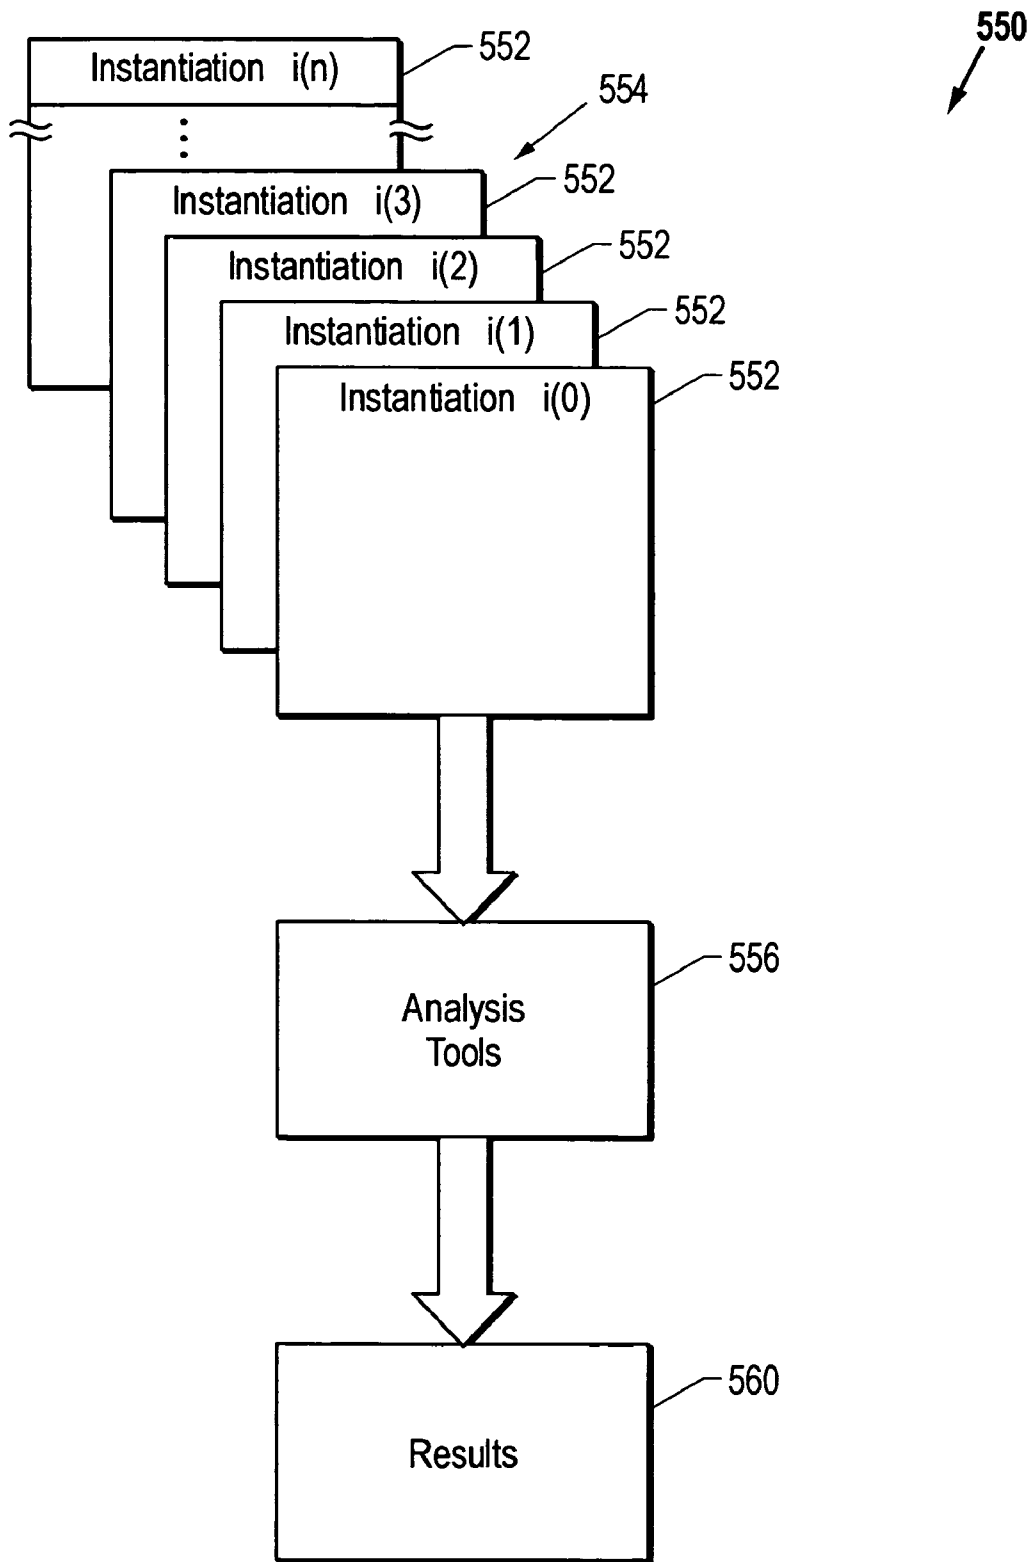 550
Instantiation i(n)
552
554
Instantiation i(3)
552
Instantiation i(2)
552
Instantiation i(1)
552
Instantiation i(0)
552
Analysis
Tools
556
Results
560